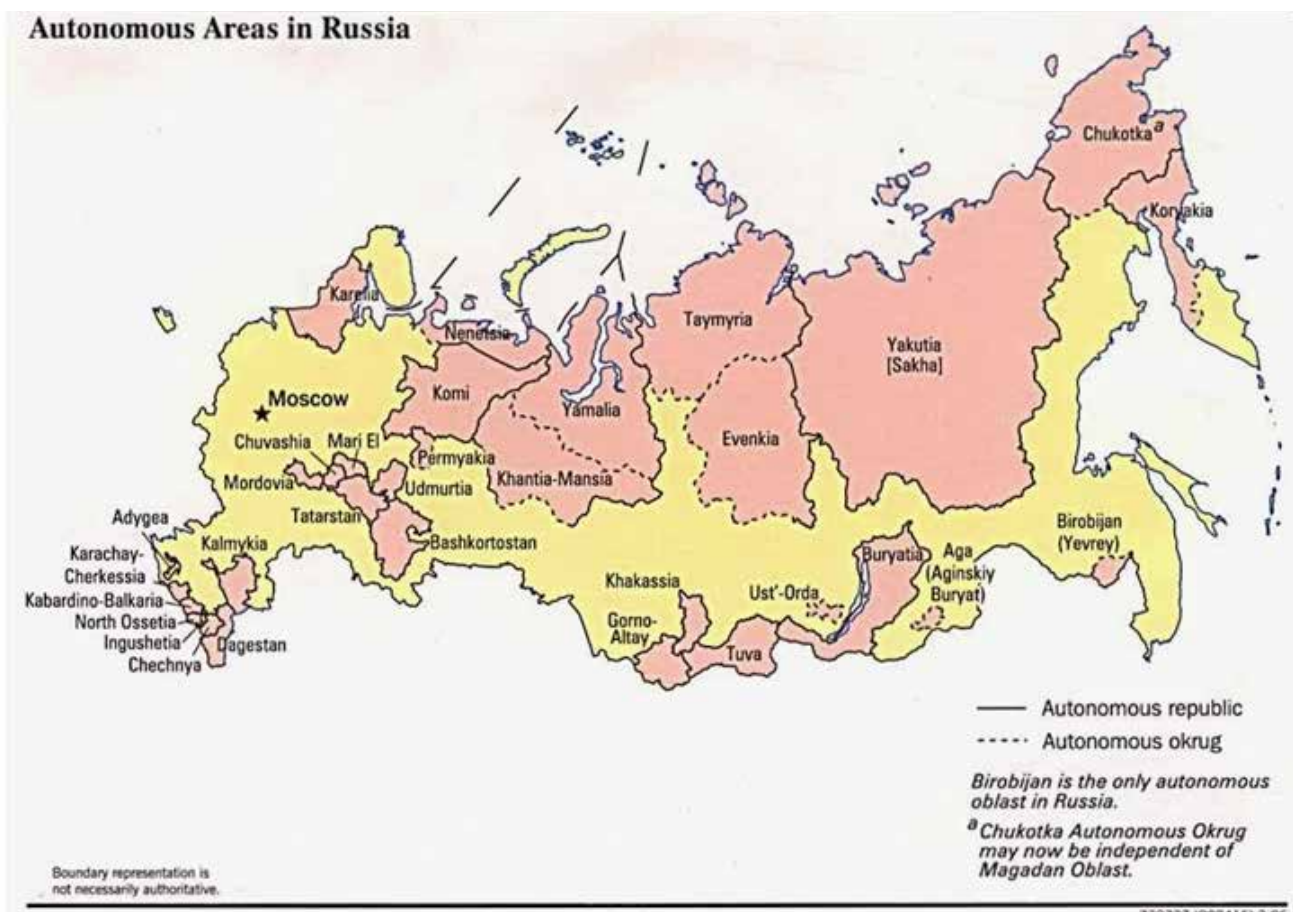 Autonomous Areas in Russia
Chukotka a
Koryakia
Karelia
Nenetsia
Taymyria
Yakutia
[Sakha]
Komi
Yamalia
Moscow
Evenkia
Chuvashia
Mari El
Permyakia
Khantia-Mansia
Mordovia
Udmurtia
Tatarstan
Adygea
Kalmykia
Bashkortostan
Birobijan
(Yevrey)
Karachay-
Cherkessia
Buryatia
Aga
(Aginskiy
Buryat)
Khakassia
Ust'-Orda
Kabardino-Balkaria
North Ossetia
Gorno-
Altay
Ingushetia
Dagestan
Chechnya
Tuva
Autonomous republic
Autonomous okrug
Birobijan is the only autonomous
oblast in Russia.
a Chukotka Autonomous Okrug
may now be independent of
Magadan Oblast.
Boundary representation is
not necessarily authoritative.